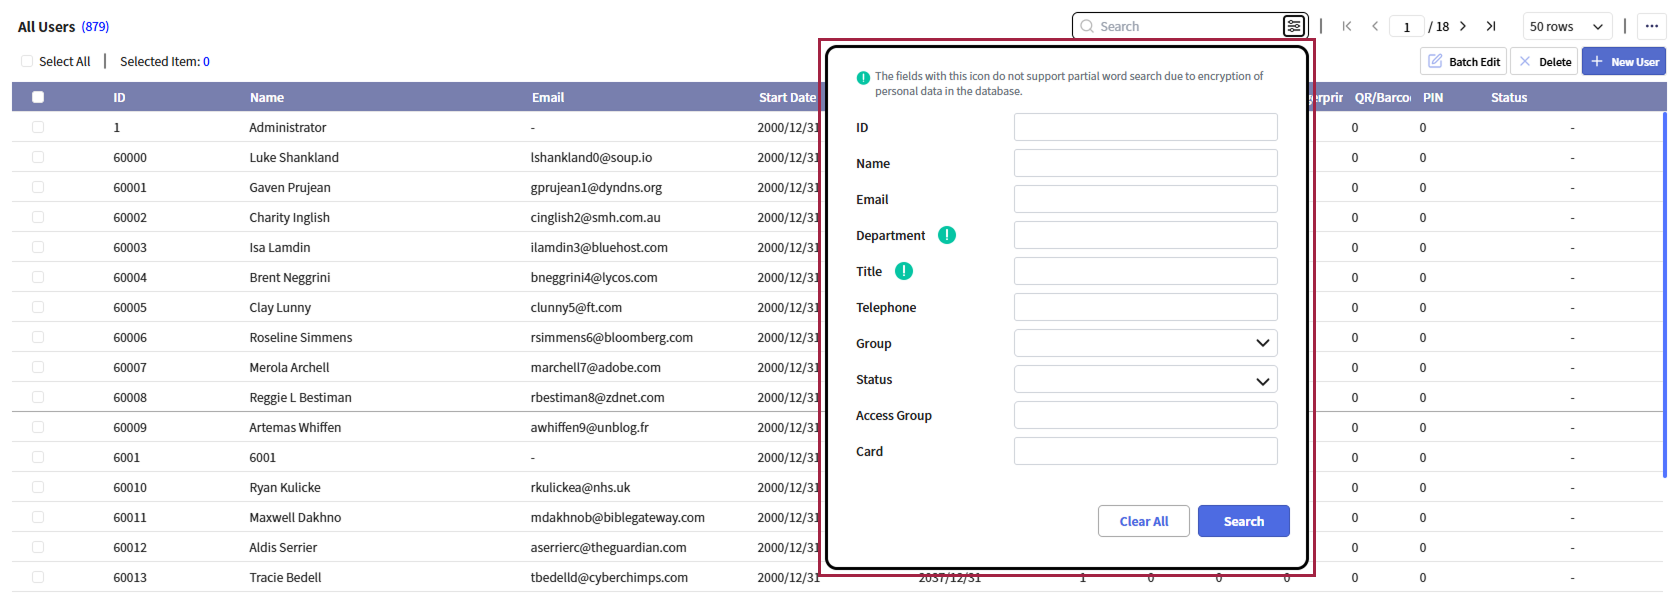 All Users (879)
Search
1 / 18
50 rows
Select All | Selected Item: 0
Batch Edit
Delete
New User
ID Name Email Start Date QR/Barco PIN Status
1 Administrator - 2000/12/31 0 0 -
60000 Luke Shankland lshankland0@soup.io 2000/12/31 0 0 -
60001 Gaven Prujean gprujean1@dyndns.org 2000/12/31 0 0 -
60002 Charity Inglish cinglish2@smh.com.au 2000/12/31 0 0 -
60003 Isa Lamdin ilamdin3@bluehost.com 2000/12/31 0 0 -
60004 Brent Neggrini bneggrini4@lycos.com 2000/12/31 0 0 -
60005 Clay Lunny clunny5@ft.com 2000/12/31 0 0 -
60006 Roseline Simmens rsimmens6@bloomberg.com 2000/12/31 0 0 -
60007 Merola Archell marchell7@adobe.com 2000/12/31 0 0 -
60008 Reggie L Bestiman rbestiman8@zdnet.com 2000/12/31 0 0 -
60009 Artemas Whiffen awhiffen9@unblog.fr 2000/12/31 0 0 -
6001 6001 - 2000/12/31 0 0 -
60010 Ryan Kulicke rkulickea@nhs.uk 2000/12/31 0 0 -
60011 Maxwell Dakhno mdakhnob@biblegateway.com 2000/12/31 0 0 -
60012 Aldis Serrier aserrierc@theguardian.com 2000/12/31 0 0 -
60013 Tracie Bedell tbedelld@cyberchimps.com 2000/12/31 2037/12/31 1 0 0 0 0 0 -
The fields with this icon do not support partial word search due to encryption of
personal data in the database.
ID
Name
Email
Department
Title
Telephone
Group
Status
Access Group
Card
Clear All
Search